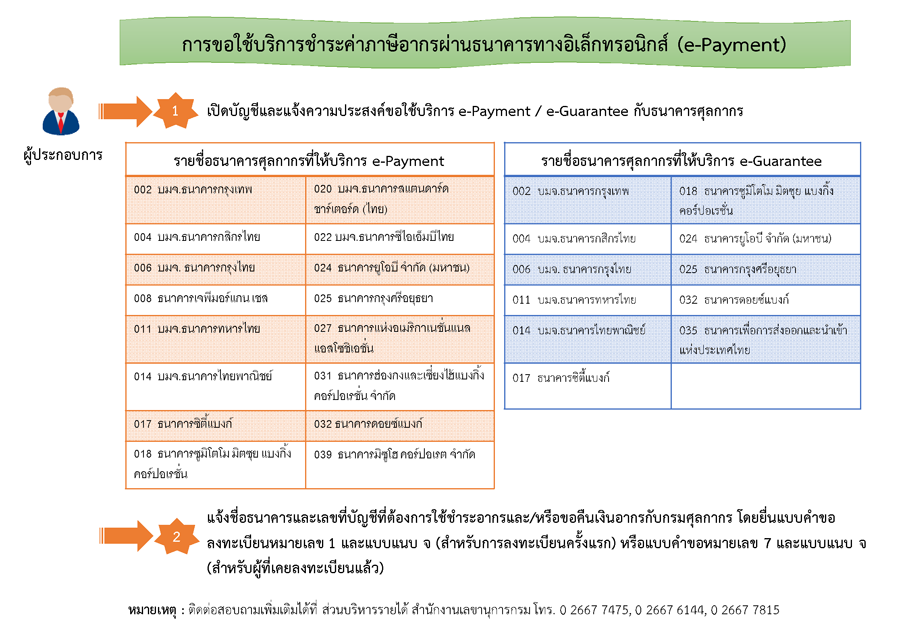 การขอใช้บริการชำระค่าภาษีอากรผ่านธนาคารทางอิเล็กทรอนิกส์ (e-Payment)
1
เปิดบัญชีและแจ้งความประสงค์ขอใช้บริการ e-Payment / e-Guarantee กับธนาคารศุลกากร
ผู้ประกอบการ
รายชื่อธนาคารศุลกากรที่ให้บริการ e-Payment
002 บมจ.ธนาคารกรุงเทพ
020 บมจ.ธนาคารสแตนดาร์ด
ชาร์เตอร์ด (ไทย)
004 บมจ.ธนาคารกสิกรไทย
022 บมจ.ธนาคารซีไอเอ็มบีไทย
006 บมจ. ธนาคารกรุงไทย
024 ธนาคารยูโอบี จำกัด (มหาชน)
008 ธนาคารเจพีมอร์แกน เชส
025 ธนาคารกรุงศรีอยุธยา
011 บมจ.ธนาคารทหารไทย
027 ธนาคารแห่งอเมริกาเนชั่นแนล
แอสโซซิเอชั่น
014 บมจ.ธนาคารไทยพาณิชย์
031 ธนาคารฮ่องกงและเซี่ยงไฮ้แบงกิ้ง
คอร์ปอเรชั่น จำกัด
017 ธนาคารซิตี้แบงก์
032 ธนาคารดอยซ์แบงก์
018 ธนาคารซูมิโตโม มิตซุย แบงกิ้ง
คอร์ปอเรชั่น
039 ธนาคารมิซูโฮ คอร์ปอเรต จำกัด
รายชื่อธนาคารศุลกากรที่ให้บริการ e-Guarantee
002 บมจ.ธนาคารกรุงเทพ
018 ธนาคารซูมิโตโม มิตซุย แบงกิ้ง
คอร์ปอเรชั่น
004 บมจ.ธนาคารกสิกรไทย
024 ธนาคารยูโอบี จำกัด (มหาชน)
006 บมจ. ธนาคารกรุงไทย
025 ธนาคารกรุงศรีอยุธยา
011 บมจ.ธนาคารทหารไทย
032 ธนาคารดอยซ์แบงก์
014 บมจ.ธนาคารไทยพาณิชย์
035 ธนาคารเพื่อการส่งออกและนำเข้า
แห่งประเทศไทย
017 ธนาคารซิตี้แบงก์
2
แจ้งชื่อธนาคารและเลขที่บัญชีที่ต้องการใช้ชำระอากรและ/หรือขอคืนเงินอากรกับกรมศุลกากร โดยยื่นแบบคำขอ
ลงทะเบียนหมายเลข 1 และแบบแนบ จ (สำหรับการลงทะเบียนครั้งแรก) หรือแบบคำขอหมายเลข 7 และแบบแนบ จ
(สำหรับผู้ที่เคยลงทะเบียนแล้ว)
หมายเหตุ : ติดต่อสอบถามเพิ่มเติมได้ที่ ส่วนบริหารรายได้ สำนักงานเลขานุการกรม โทร. 0 2667 7475, 0 2667 6144, 0 2667 7815